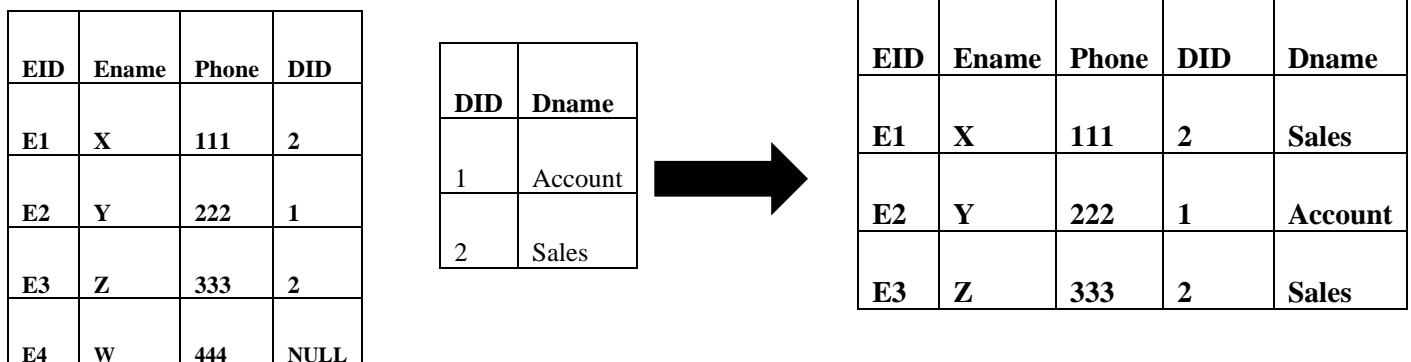 EID Ename Phone DID
E1 X 111 2
E2 Y 222 1
E3 Z 333 2
E4 W 444 NULL
DID Dname
1 Account
2 Sales
EID Ename Phone DID Dname
E1 X 111 2 Sales
E2 Y 222 1 Account
E3 Z 333 2 Sales